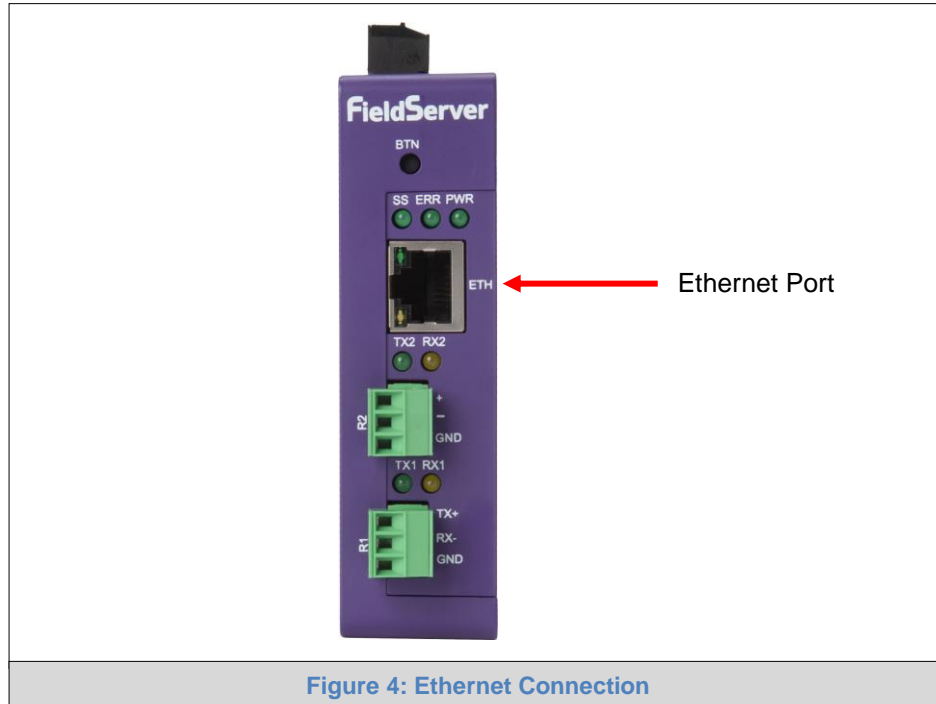 FieldServer
BTN
SS ERR PWR
ETH
Ethernet Port
TX2 RX2
+
R2
−
GND
TX1 RX1
TX+
R1
RX-
GND
Figure 4: Ethernet Connection